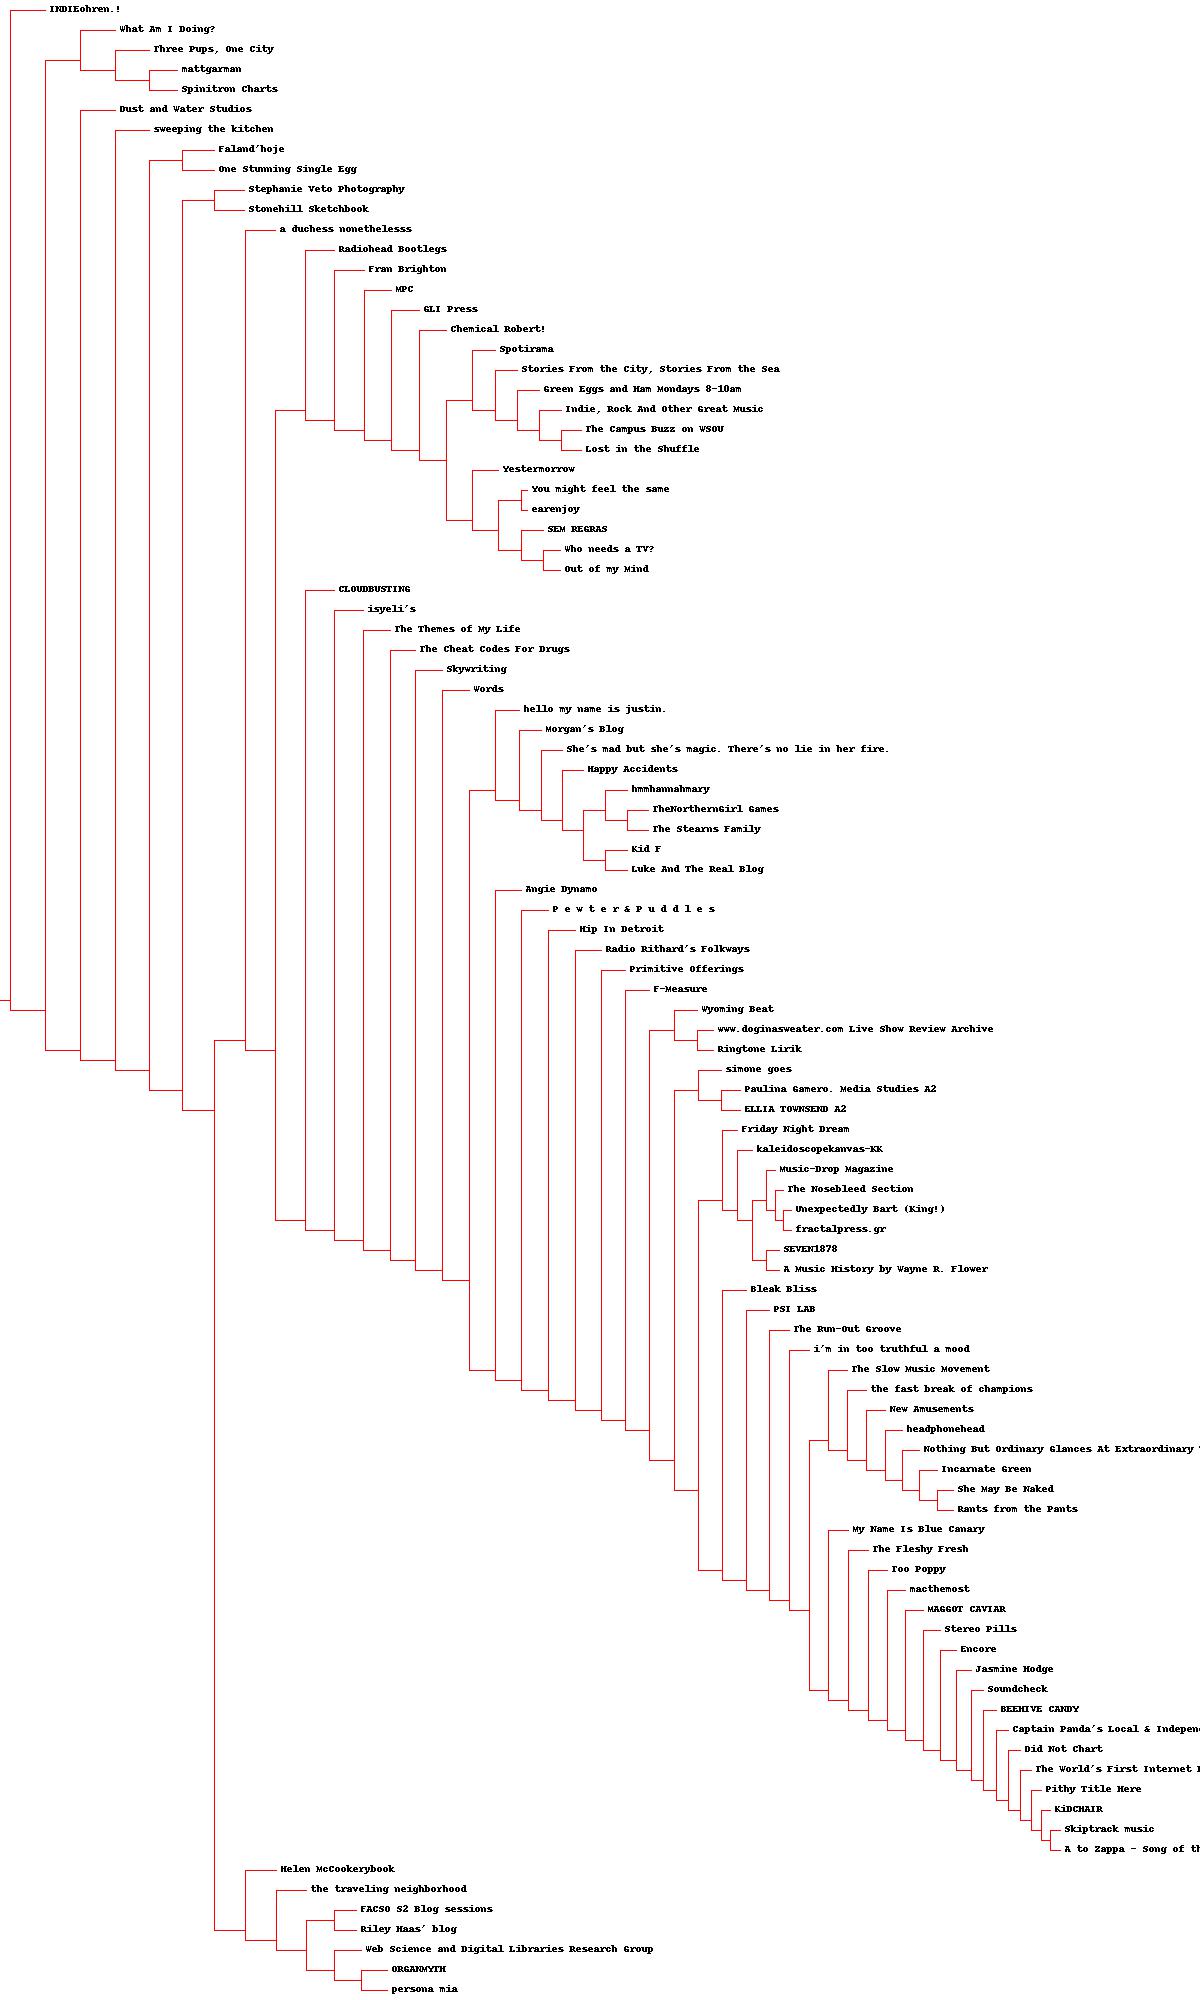 INDIEohren.!
What Am I Doing?
Three Pups, One City
mattgarman
Spinitron Charts
Dust and Water Studios
sweeping the kitchen
Faland'hoje
One Stunning Single Egg
Stephanie Veto Photography
Stonehill Sketchbook
a duchess nonethelesss
Radiohead Bootlegs
Fran Brighton
MPC
GLI Press
Chemical Robert!
Spotirama
Stories From the City, Stories From the Sea
Green Eggs and Ham Mondays 8-10am
Indie, Rock And Other Great Music
The Campus Buzz on WSOU
Lost in the Shuffle
Yestermorrow
You might feel the same
earenjoy
SEM REGRAS
Who needs a TV?
Out of my Mind
CLOUDBUSTING
isyeli's
The Themes of My Life
The Cheat Codes For Drugs
Skywriting
Words
hello my name is justin.
Morgan's Blog
She's mad but she's magic. There's no lie in her fire.
Happy Accidents
hmmhannahmary
TheNorthernGirl Games
The Stearns Family
Kid F
Luke And The Real Blog
Angie Dynamo
P e w t e r & P u d d l e s
Hip In Detroit
Radio Rithard's Folkways
Primitive Offerings
F-Measure
Wyoming Beat
www.doginasweater.com Live Show Review Archive
Ringtone Lirik
simone goes
Paulina Gamero. Media Studies A2
ELLIA TOWNSEND A2
Friday Night Dream
kaleidoscopekanvas-KK
Music-Drop Magazine
The Nosebleed Section
Unexpectedly Bart (King!)
fractalpress.gr
SEVEN1878
A Music History by Wayne R. Flower
Bleak Bliss
PSI LAB
The Run-Out Groove
i'm in too truthful a mood
The Slow Music Movement
the fast break of champions
New Amusements
headphonehead
Nothing But Ordinary Glances At Extraordinary
Incarnate Green
She May Be Naked
Rants from the Pants
My Name Is Blue Canary
The Fleshy Fresh
Too Poppy
macthemost
MAGGOT CAVIAR
Stereo Pills
Encore
Jasmine Hodge
Soundcheck
BEEHIVE CANDY
Captain Panda's Local & Indepen
Did Not Chart
The World's First Internet
Pithy Title Here
KiDCHAIR
Skiptrack music
A to Zappa - Song of th
Helen McCookerybook
the traveling neighborhood
FACSO S2 Blog sessions
Riley Haas' blog
Web Science and Digital Libraries Research Group
ORGANMYTH
persona mia